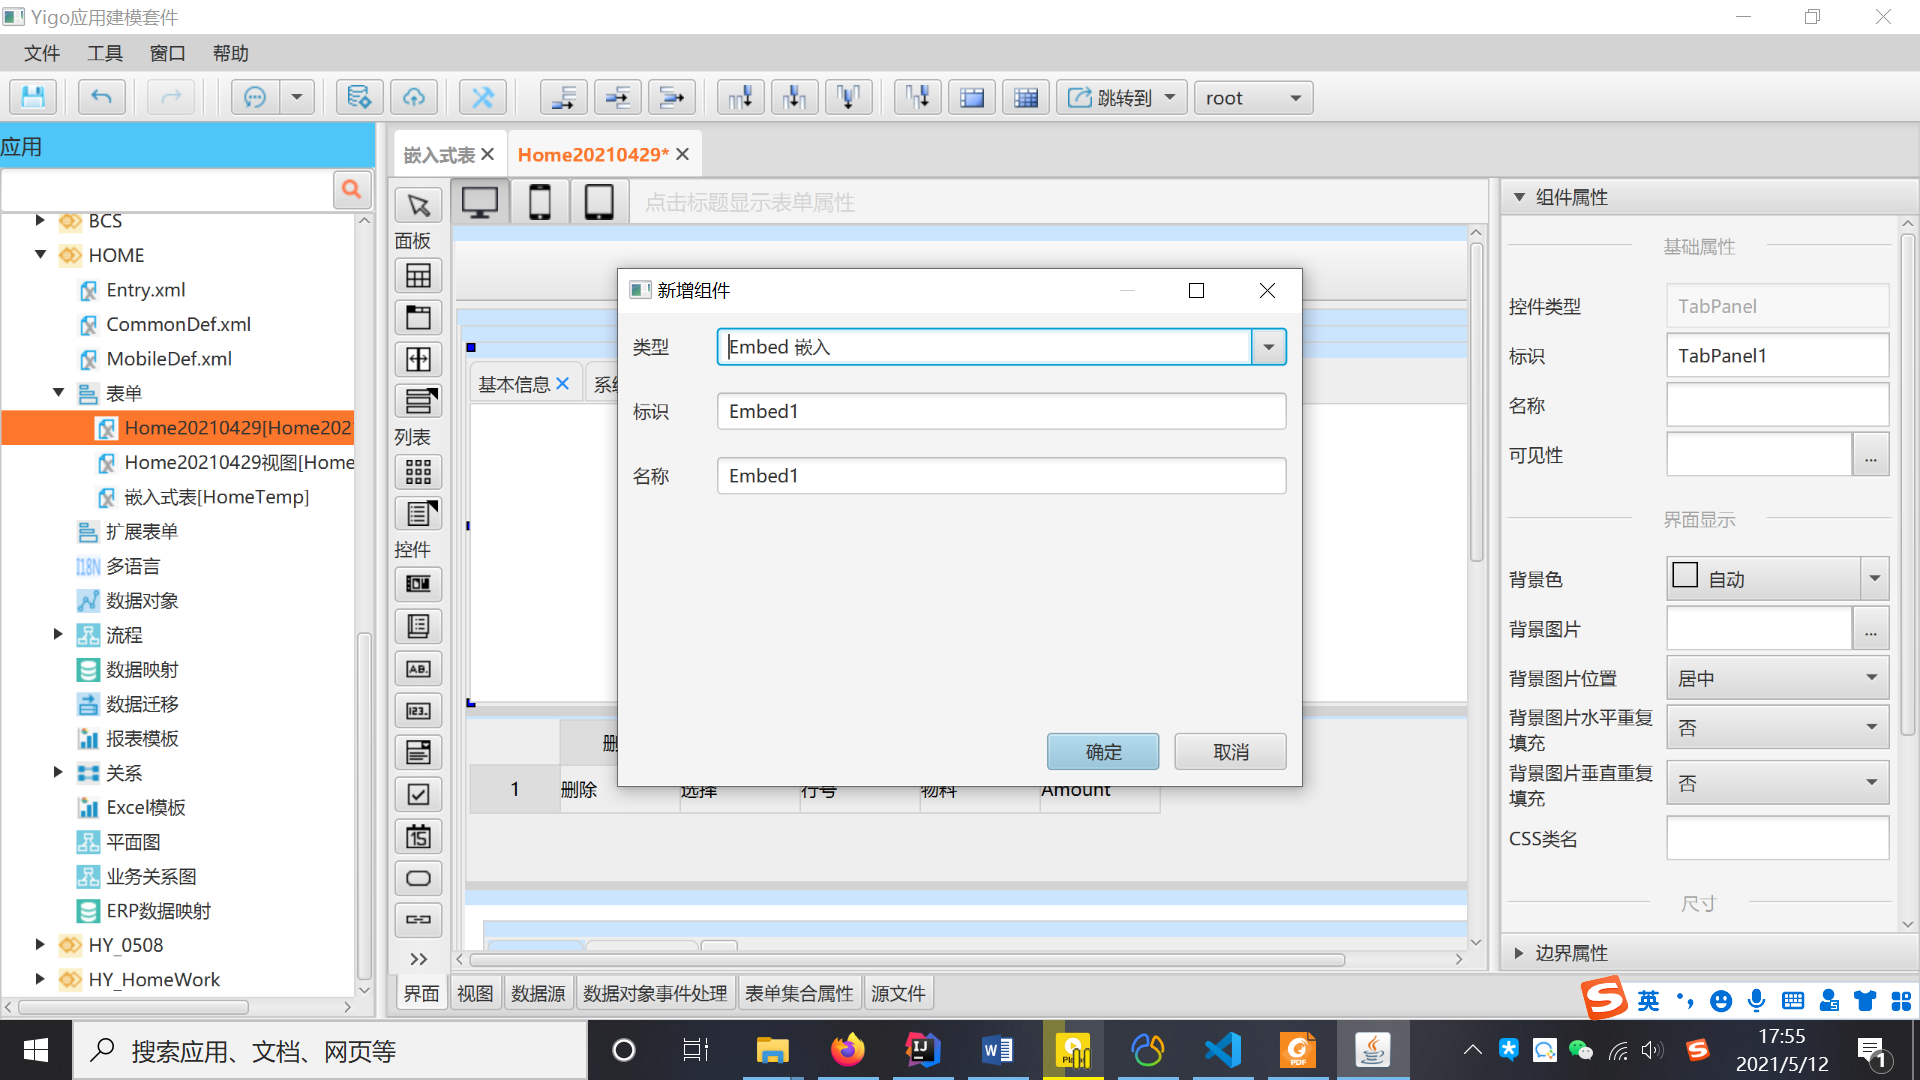 Yigo应用建模套件
文件 工具 窗口 帮助
跳转到 root
应用
嵌入式表 Home20210429*
BCS
HOME
Entry.xml
CommonDef.xml
MobileDef.xml
表单
Home20210429[Home202
Home20210429视图[Home
嵌入式表[HomeTemp]
扩展表单
I18N 多语言
数据对象
流程
数据映射
数据迁移
报表模板
关系
Excel模板
平面图
业务关系图
ERP数据映射
HY_0508
HY_HomeWork
面板
列表
控件
AB.
123.
15
点击标题显示表单属性
基本信息
新增组件
类型 Embed 嵌入
标识 Embed1
名称 Embed1
确定 取消
1 删除 选择 行号 物料 Amount
界面 视图 数据源 数据对象事件处理 表单集合属性 源文件
组件属性
基础属性
控件类型 TabPanel
标识 TabPanel1
名称
可见性 ...
界面显示
背景色 自动
背景图片 ...
背景图片位置 居中
背景图片水平重复
填充 否
背景图片垂直重复
填充 否
CSS类名
尺寸
边界属性
英
搜索应用、文档、网页等
17:55
2021/5/12
1